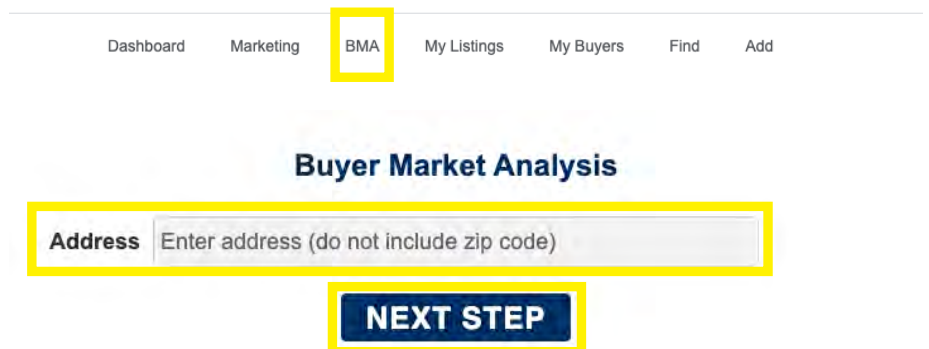 Dashboard Marketing BMA My Listings My Buyers Find Add
Buyer Market Analysis
Address Enter address (do not include zip code)
NEXT STEP